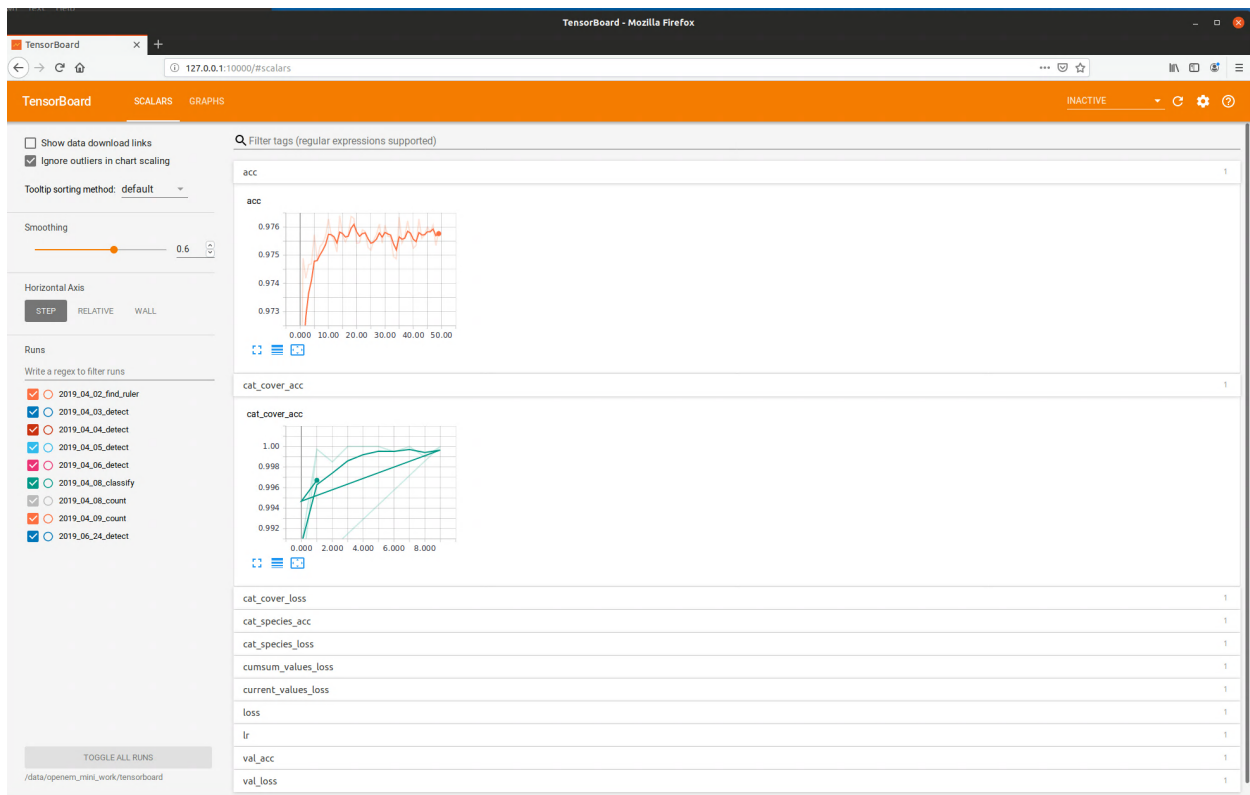 TensorBoard - Mozilla Firefox
TensorBoard
127.0.0.1:10000/#scalars
TensorBoard SCALARS GRAPHS INACTIVE
Show data download links
Ignore outliers in chart scaling
Tooltip sorting method: default
Smoothing
0.6
Horizontal Axis
STEP RELATIVE WALL
Runs
Write a regex to filter runs
2019_04_02_find_ruler
2019_04_03_detect
2019_04_04_detect
2019_04_05_detect
2019_04_06_detect
2019_04_08_classify
2019_04_08_count
2019_04_09_count
2019_06_24_detect
TOGGLE ALL RUNS
/data/openem_mini_work/tensorboard
Filter tags (regular expressions supported)
acc 1
acc
0.976
0.975
0.974
0.973
0.000 10.00 20.00 30.00 40.00 50.00
cat_cover_acc 1
cat_cover_acc
1.00
0.998
0.996
0.994
0.992
0.000 2.000 4.000 6.000 8.000
cat_cover_loss 1
cat_species_acc 1
cat_species_loss 1
cumsum_values_loss 1
current_values_loss 1
loss 1
lr 1
val_acc 1
val_loss 1